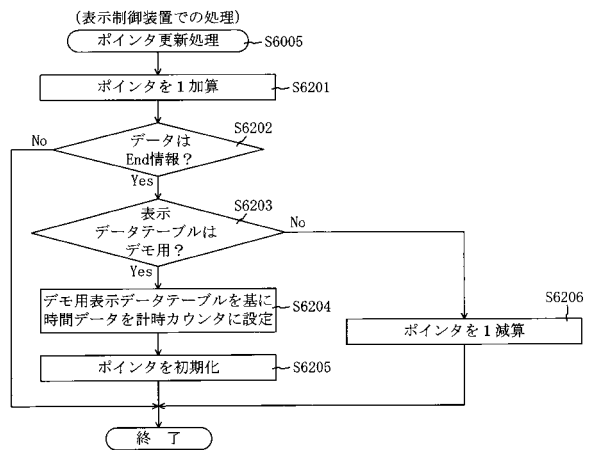 (表示制御装置での処理)
ポインタ更新処理
S6005
ポインタを1加算
S6201
S6202
No
データは
End情報?
Yes
S6203
表示
データテーブルは
デモ用?
No
Yes
デモ用表示データテーブルを基に
時間データを計時カウンタに設定
S6204
S6206
ポインタを1減算
ポインタを初期化
S6205
終 了